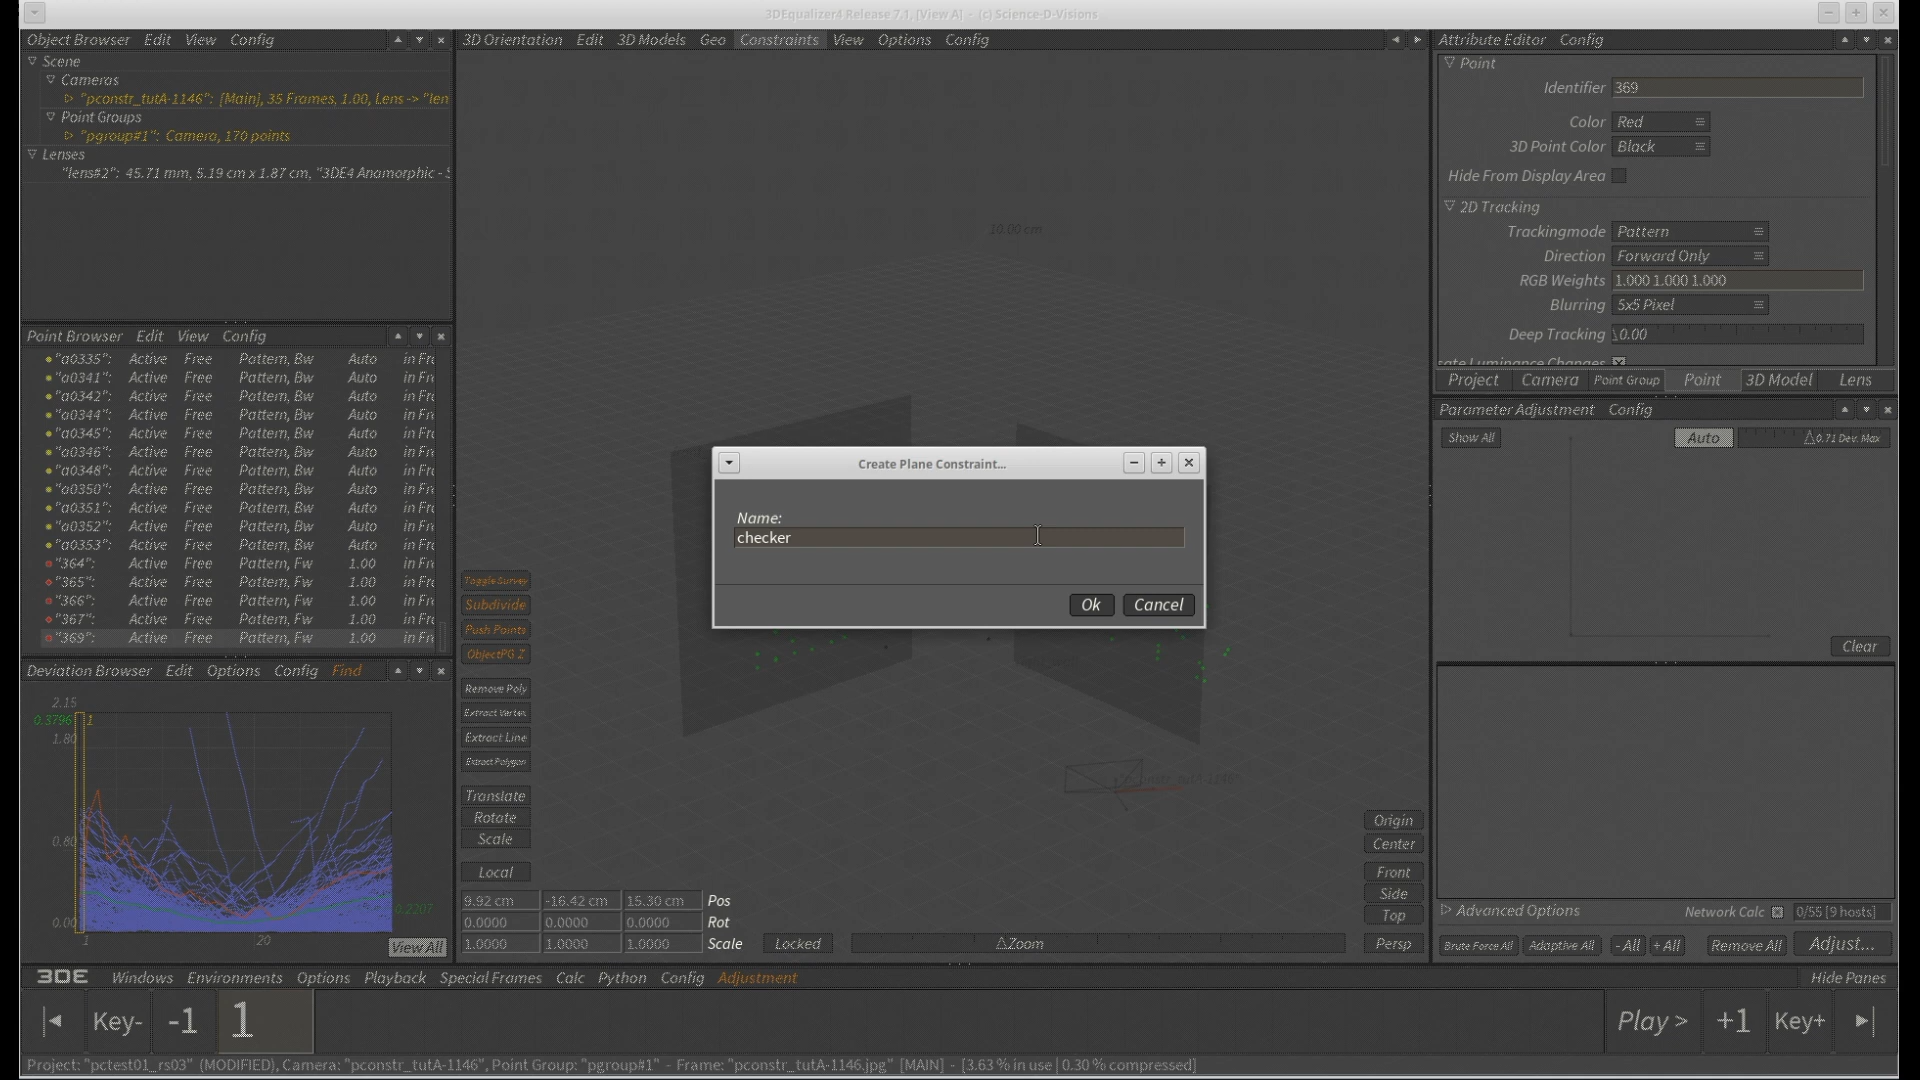 3DEqualizer4 Release 7.1, [View A] - (c) Science-D-Visions
Object Browser Edit View Config
Scene
Cameras
"pconstr_tutA-1146": [Main], 35 Frames, 1.00, Lens -> "len
Point Groups
"pgroup#1": Camera, 170 points
Lenses
"lens#2": 45.71 mm, 5.19 cm x 1.87 cm, "3DE4 Anamorphic - S
Point Browser Edit View Config
"a0335": Active Free Pattern, Bw Auto in Fr
"a0341": Active Free Pattern, Bw Auto in Fr
"a0342": Active Free Pattern, Bw Auto in Fr
"a0344": Active Free Pattern, Bw Auto in Fr
"a0345": Active Free Pattern, Bw Auto in Fr
"a0346": Active Free Pattern, Bw Auto in Fr
"a0348": Active Free Pattern, Bw Auto in Fr
"a0350": Active Free Pattern, Bw Auto in Fr
"a0351": Active Free Pattern, Bw Auto in Fr
"a0352": Active Free Pattern, Bw Auto in Fr
"a0353": Active Free Pattern, Bw Auto in Fr
"364": Active Free Pattern, Fw 1.00 in Fr
"365": Active Free Pattern, Fw 1.00 in Fr
"366": Active Free Pattern, Fw 1.00 in Fr
"367": Active Free Pattern, Fw 1.00 in Fr
"369": Active Free Pattern, Fw 1.00 in Fr
Deviation Browser Edit Options Config Find
2.15
0.3796 1
1.80
0.80
0.00
0.2207
1 20
View All
3D Orientation Edit 3D Models Geo Constraints View Options Config
10.00 cm
Create Plane Constraint...
Name:
checker
Ok Cancel
Toggle Survey
Subdivide
Push Points
ObjectPG Z
Remove Poly
Extract Vertex
Extract Line
Extract Polygon
Translate
Rotate
Scale
Local
9.92 cm -16.42 cm 15.30 cm Pos
0.0000 0.0000 0.0000 Rot
1.0000 1.0000 1.0000 Scale
Locked
Zoom
Origin
Center
Front
Side
Top
Persp
Attribute Editor Config
Point
Identifier 369
Color Red
3D Point Color Black
Hide From Display Area
2D Tracking
Trackingmode Pattern
Direction Forward Only
RGB Weights 1.000 1.000 1.000
Blurring 5x5 Pixel
Deep Tracking 0.00
Luminance Changes
Project Camera Point Group Point 3D Model Lens
Parameter Adjustment Config
Show All Auto 0.71 Dev. Max
Clear
Advanced Options Network Calc 0/55 [9 hosts]
Brute Force All Adaptive All - All + All Remove All Adjust...
3DE Windows Environments Options Playback Special Frames Calc Python Config Adjustment Hide Panes
Key- -1 1 Play > +1 Key+
Project: "pctest01_rs03" (MODIFIED), Camera: "pconstr_tutA-1146", Point Group: "pgroup#1" - Frame: "pconstr_tutA-1146.jpg" [MAIN] - [3.63 % in use | 0.30 % compressed]